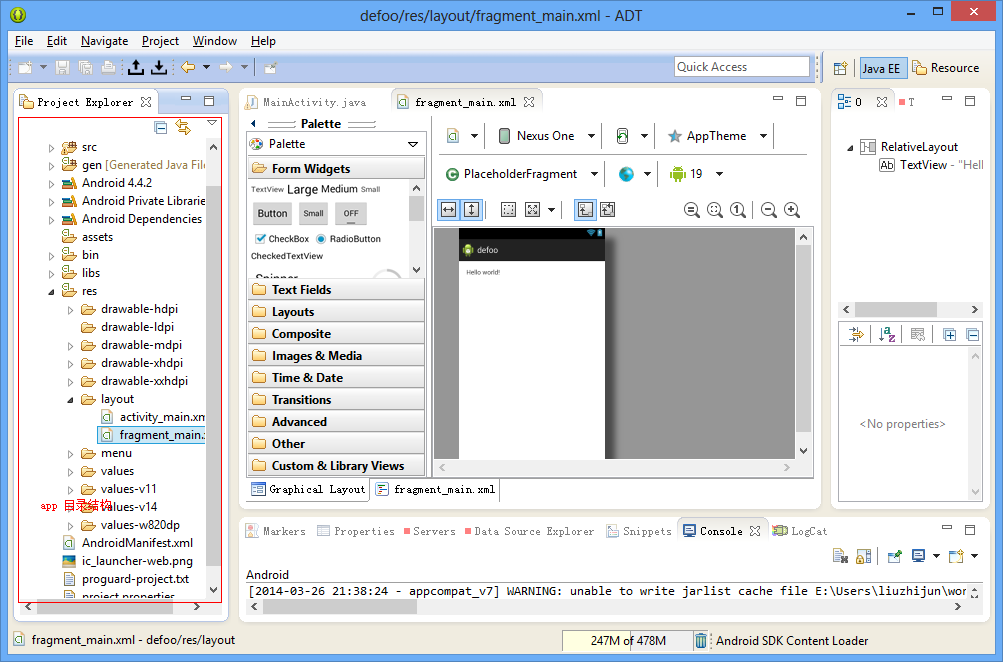 defoo/res/layout/fragment_main.xml - ADT
File Edit Navigate Project Window Help
Quick Access
Java EE
Resource
Project Explorer
src
gen [Generated Java File
Android 4.4.2
Android Private Librarie
Android Dependencies
assets
bin
libs
res
drawable-hdpi
drawable-ldpi
drawable-mdpi
drawable-xhdpi
drawable-xxhdpi
layout
activity_main.xm
fragment_main.
menu
values
values-v11
values-v14
app 目录结构
values-w820dp
AndroidManifest.xml
ic_launcher-web.png
proguard-project.txt
project.properties
MainActivity.java
fragment_main.xml
Palette
Palette
Form Widgets
TextView Large Medium Small
Button Small OFF
CheckBox RadioButton
CheckedTextView
Spinner
Text Fields
Layouts
Composite
Images & Media
Time & Date
Transitions
Advanced
Other
Custom & Library Views
Graphical Layout
fragment_main.xml
Nexus One
AppTheme
PlaceholderFragment
19
defoo
Hello world!
O
T
RelativeLayout
Ab TextView - "Hell
<No properties>
Markers Properties Servers Data Source Explorer Snippets Console LogCat
Android
[2014-03-26 21:38:24 - appcompat_v7] WARNING: unable to write jarlist cache file E:\Users\liuzhijun\wor
fragment_main.xml - defoo/res/layout
247M of 478M
Android SDK Content Loader